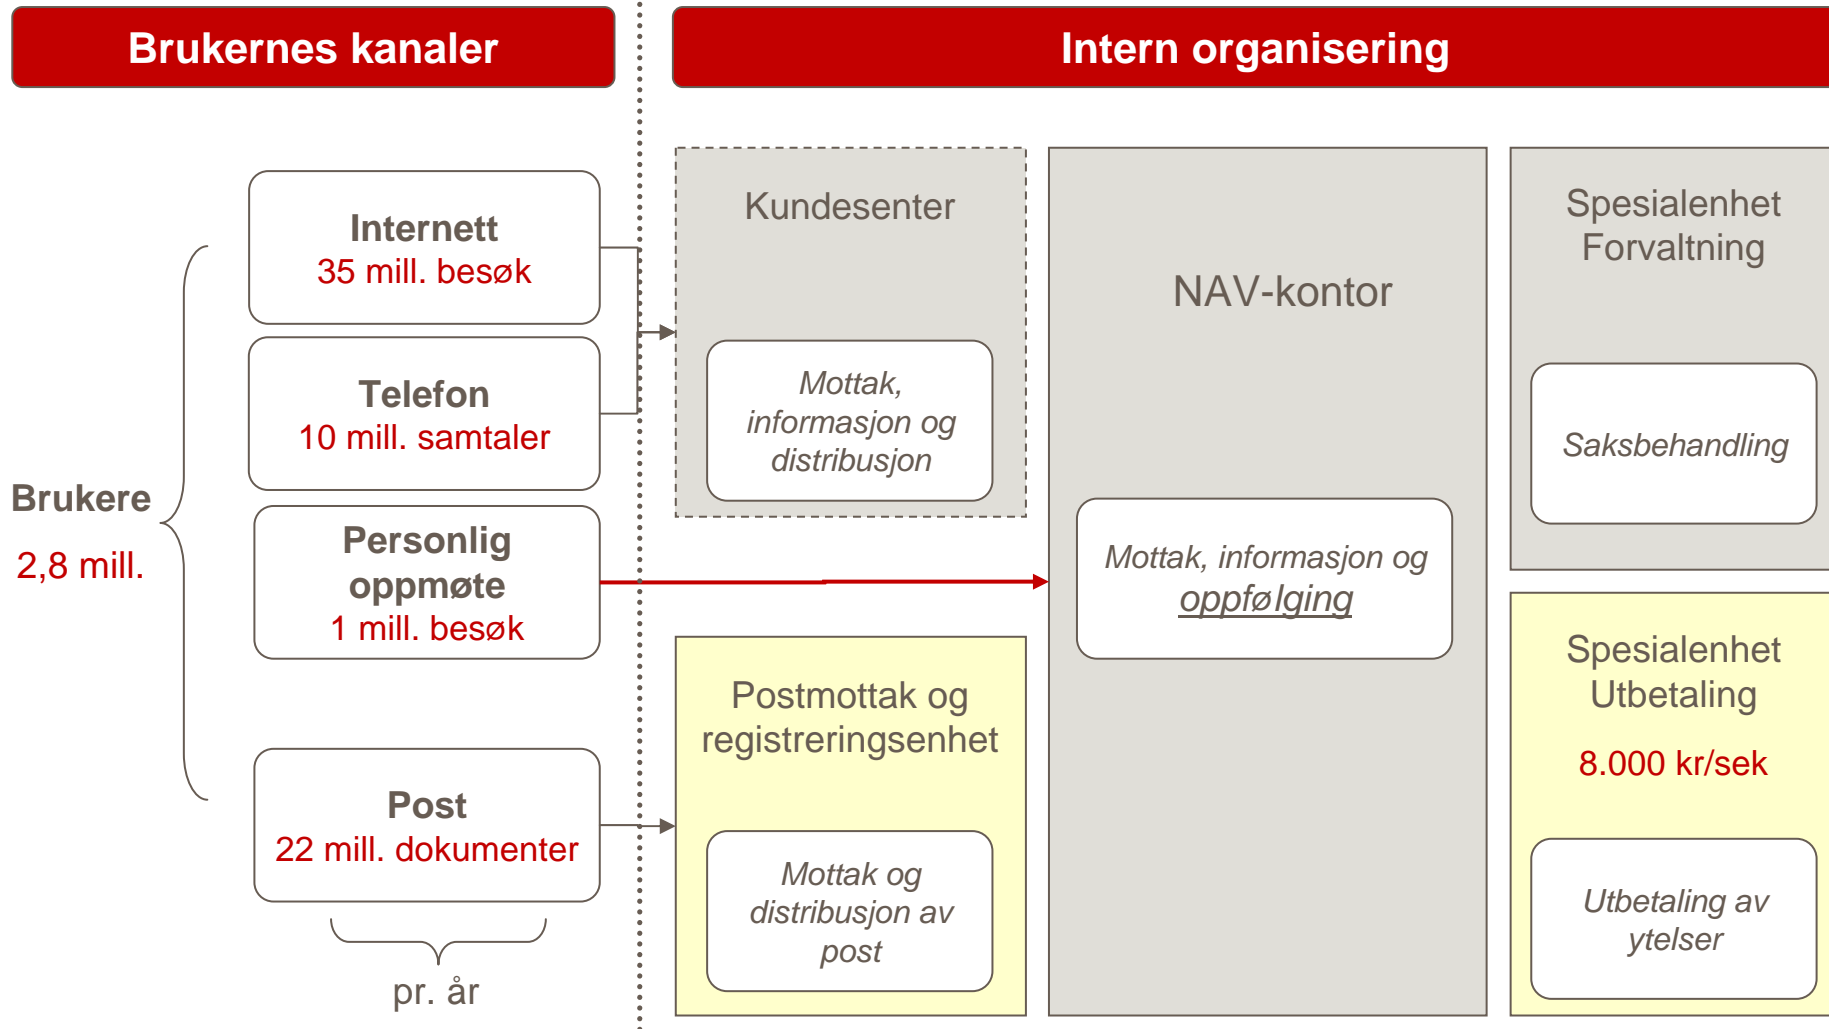 Brukernes kanaler
Intern organisering
Brukere
2,8 mill.
Internett
35 mill. besøk
Telefon
10 mill. samtaler
Personlig
oppmøte
1 mill. besøk
Post
22 mill. dokumenter
pr. år
Kundesenter
Mottak,
informasjon og
distribusjon
Postmottak og
registreringsenhet
Mottak og
distribusjon av
post
NAV-kontor
Mottak, informasjon og
oppfølging
Spesialenhet
Forvaltning
Saksbehandling
Spesialenhet
Utbetaling
8.000 kr/sek
Utbetaling av
ytelser